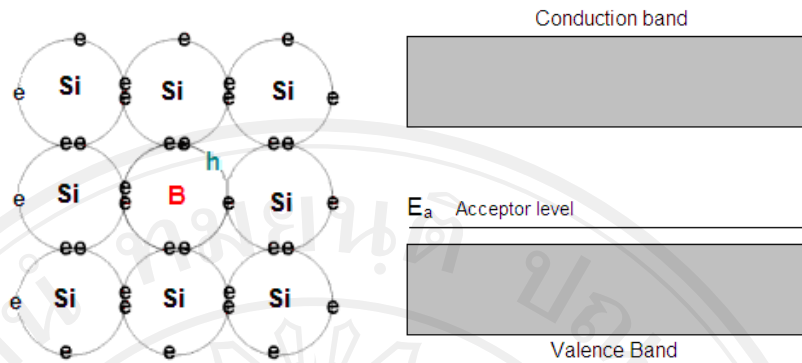 Conduction band
e e e
e Si e e Si e e Si e
ee ee ee
h
e Si e e B e Si e
ee ee ee
e Si e e Si e e Si e
e e e
Ea Acceptor level
Valence Band